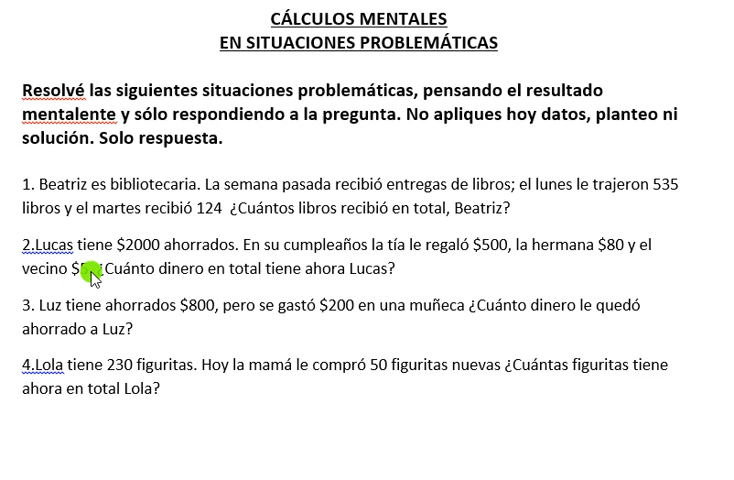 CÁLCULOS MENTALES
EN SITUACIONES PROBLEMÁTICAS
Resolvé las siguientes situaciones problemáticas, pensando el resultado
mentalente y sólo respondiendo a la pregunta. No apliques hoy datos, planteo ni
solución. Solo respuesta.
1. Beatriz es bibliotecaria. La semana pasada recibió entregas de libros; el lunes le trajeron 535
libros y el martes recibió 124 ¿Cuántos libros recibió en total, Beatriz?
2.Lucas tiene $2000 ahorrados. En su cumpleaños la tía le regaló $500, la hermana $80 y el
vecino $ ¿Cuánto dinero en total tiene ahora Lucas?
3. Luz tiene ahorrados $800, pero se gastó $200 en una muñeca ¿Cuánto dinero le quedó
ahorrado a Luz?
4.Lola tiene 230 figuritas. Hoy la mamá le compró 50 figuritas nuevas ¿Cuántas figuritas tiene
ahora en total Lola?